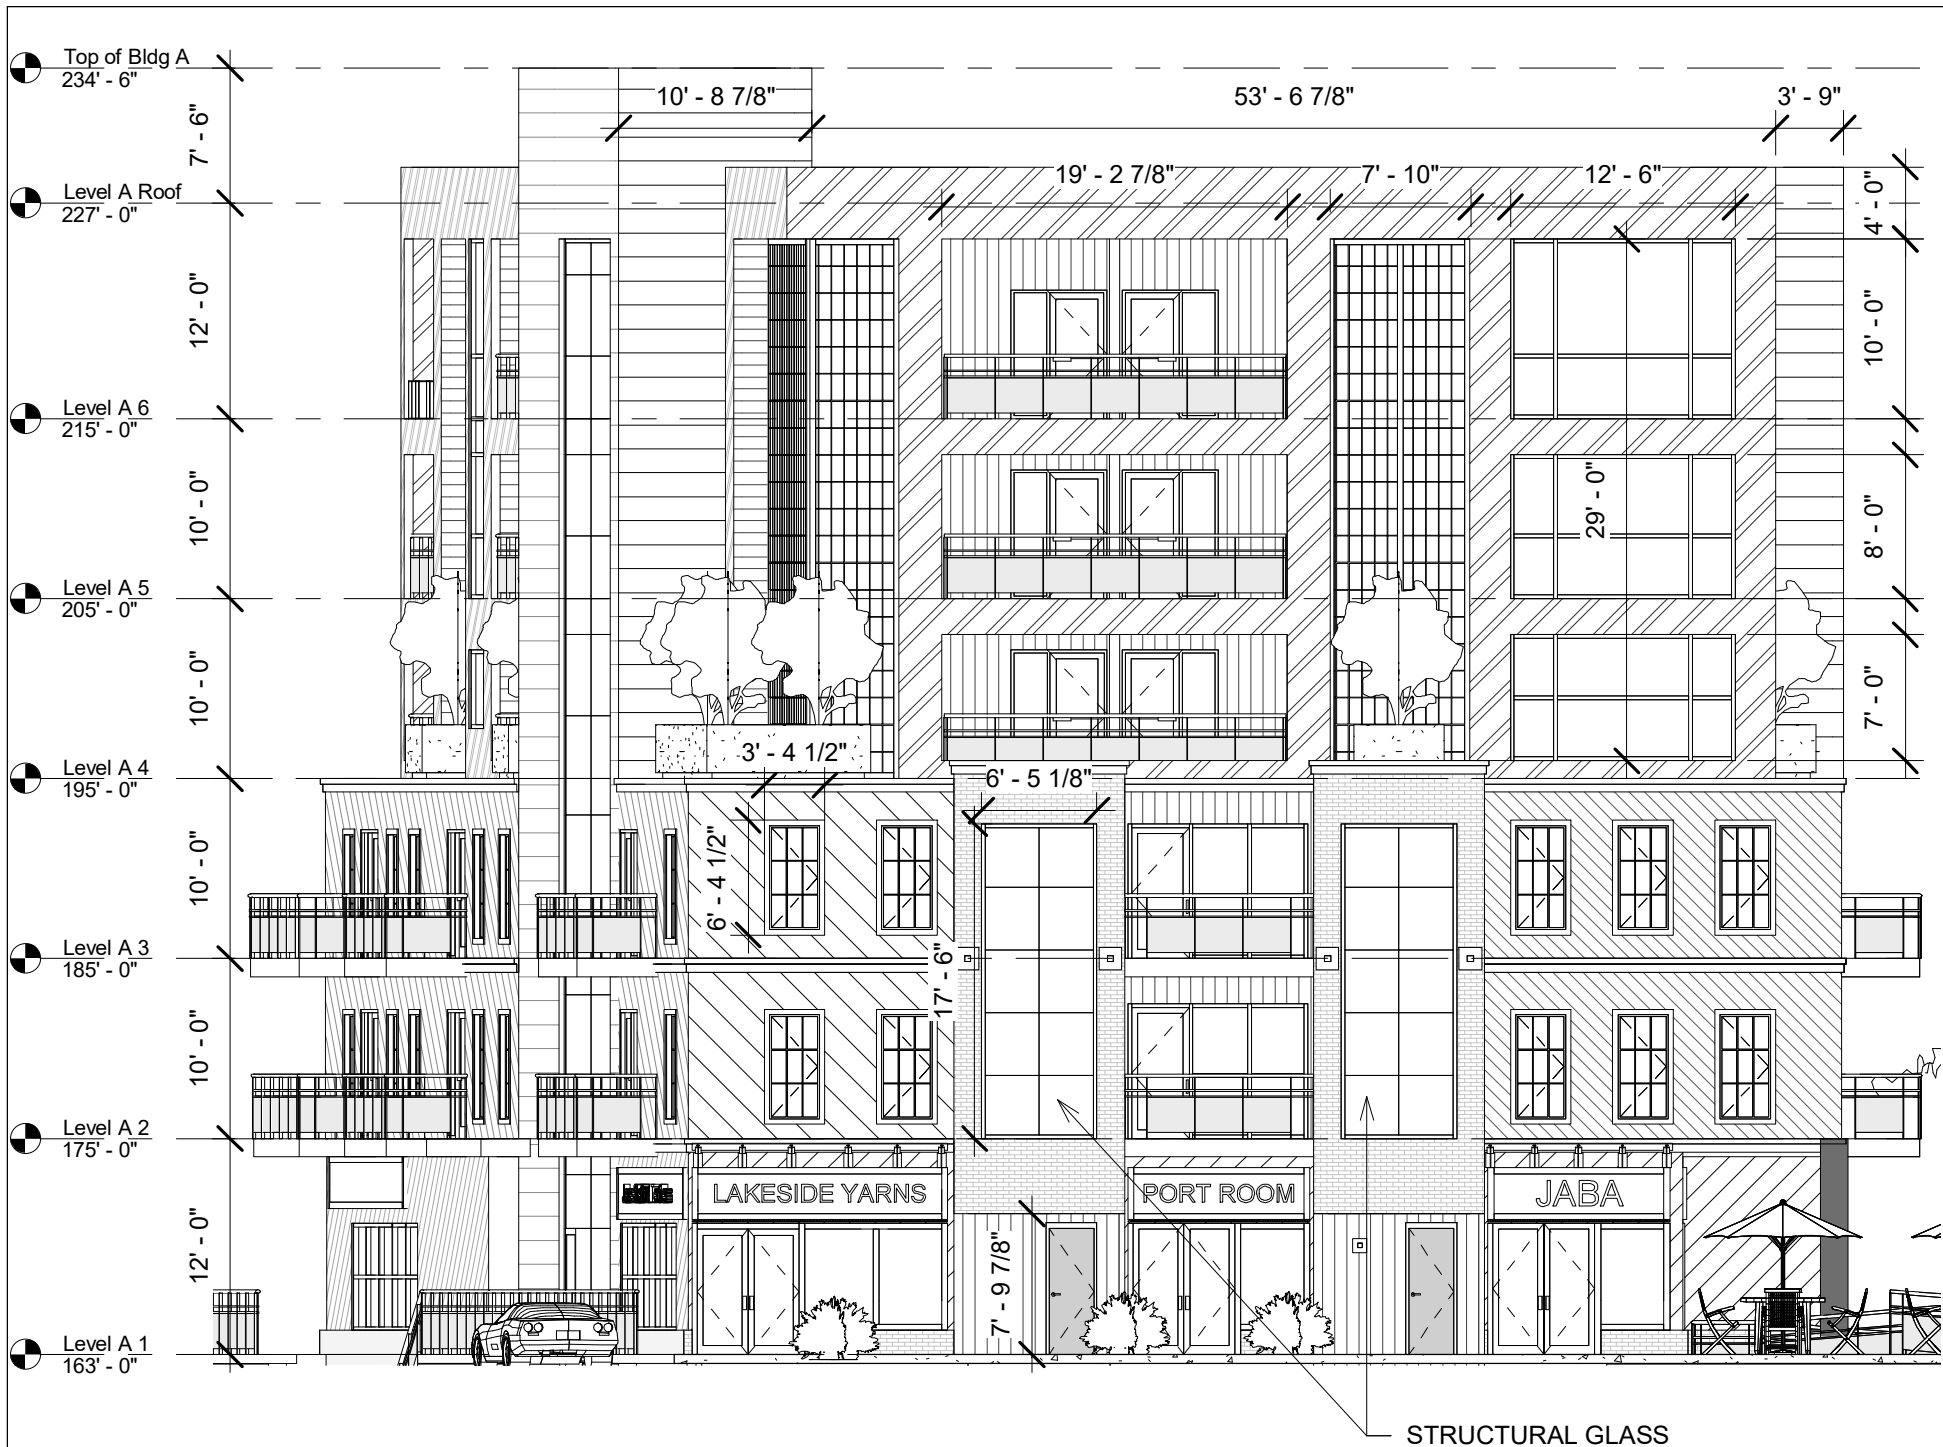 Top of Bldg A
234' - 6"
10' - 8 7/8"
53' - 6 7/8"
3' - 9"
7' - 6"
Level A Roof
227' - 0"
19' - 2 7/8"
7' - 10"
12' - 6"
4' - 0"
12' - 0"
10' - 0"
Level A 6
215' - 0"
10' - 0"
29' - 0"
8' - 0"
Level A 5
205' - 0"
10' - 0"
7' - 0"
3' - 4 1/2"
6' - 5 1/8"
Level A 4
195' - 0"
10' - 0"
6' - 4 1/2"
17' - 6"
Level A 3
185' - 0"
10' - 0"
Level A 2
175' - 0"
LAKESIDE YARNS
PORT ROOM
JABA
12' - 0"
7' - 9 7/8"
Level A 1
163' - 0"
STRUCTURAL GLASS